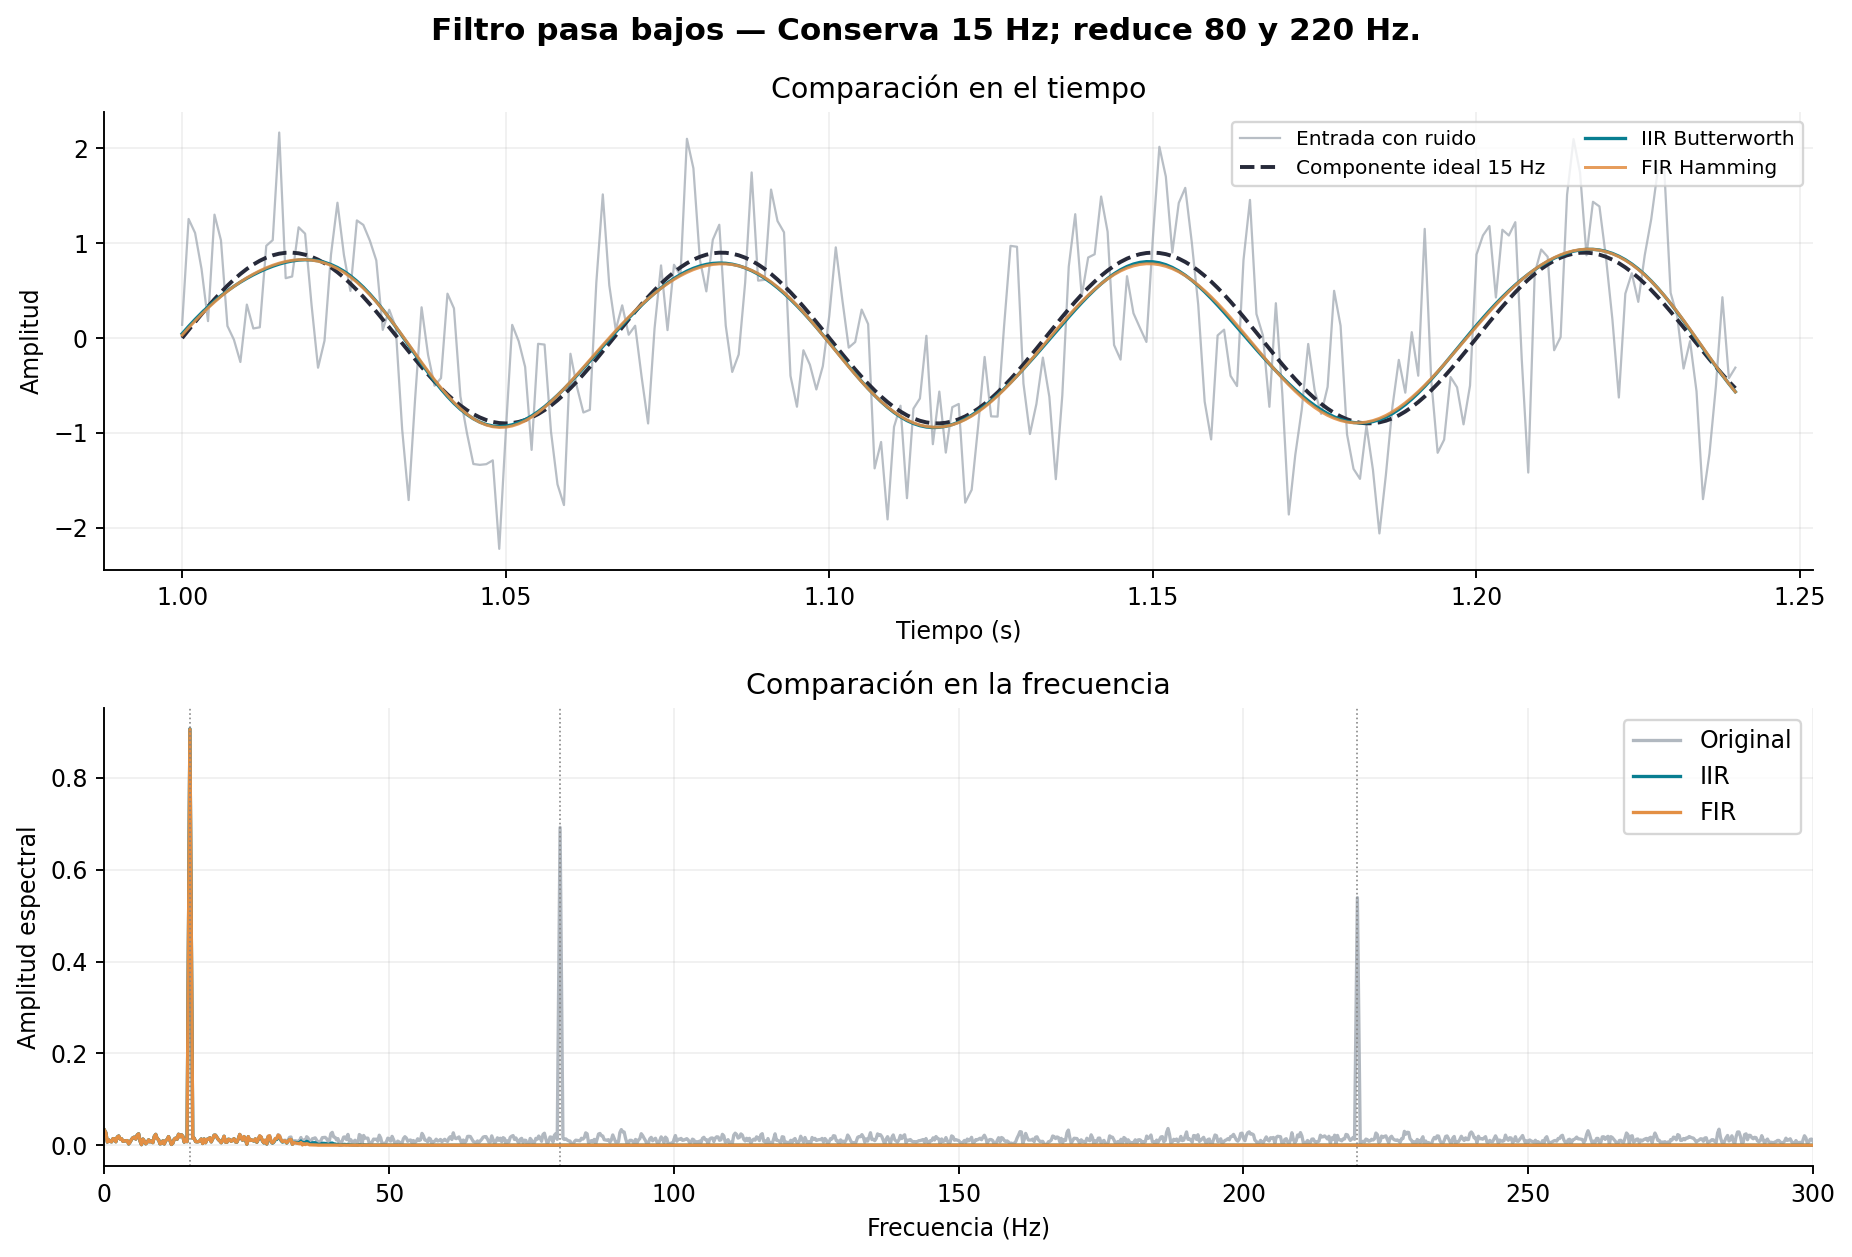 Filtro pasa bajos — Conserva 15 Hz; reduce 80 y 220 Hz.
Comparación en el tiempo
Entrada con ruido
Componente ideal 15 Hz
IIR Butterworth
FIR Hamming
Amplitud
2
1
0
−1
−2
1.00
1.05
1.10
1.15
1.20
1.25
Tiempo (s)
Comparación en la frecuencia
Original
IIR
FIR
Amplitud espectral
0.8
0.6
0.4
0.2
0.0
0
50
100
150
200
250
300
Frecuencia (Hz)